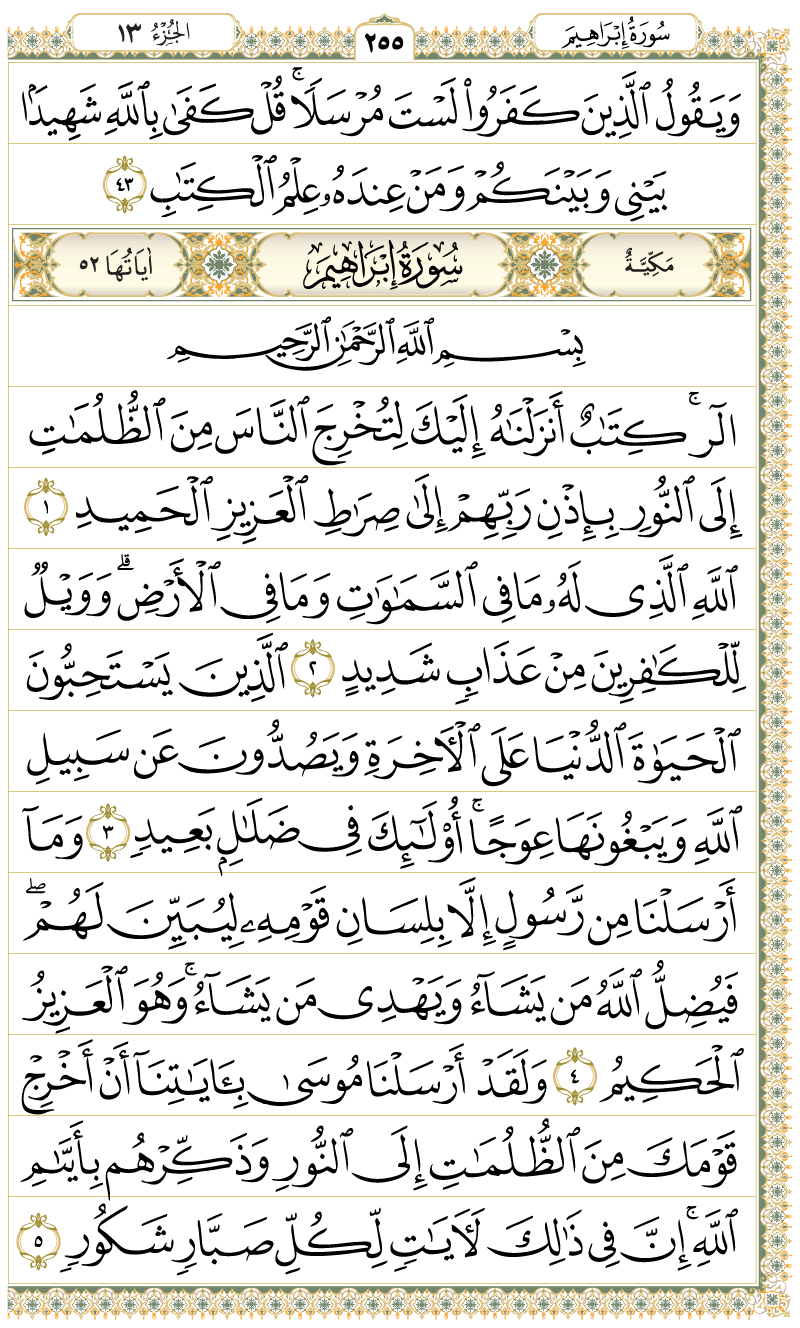 سُورَةُ إِبْرَاهِيمَ ٢٥٥ الجُزْءُ ١٣
وَيَقُولُ ٱلَّذِينَ كَفَرُواْ لَسْتَ مُرْسَلٗاۚ قُلْ كَفَىٰ بِٱللَّهِ شَهِيدَۢا
بَيْنِي وَبَيْنَكُمْ وَمَنْ عِندَهُۥ عِلْمُ ٱلْكِتَٰبِ ٤٣
مَكِّيَّةٌ سُورَةُ إِبْرَاهِيمَ اٰيَاتُهَا ٥٢
بِسْمِ ٱللَّهِ ٱلرَّحْمَٰنِ ٱلرَّحِيمِ
الٓرۚ كِتَٰبٌ أَنزَلْنَٰهُ إِلَيْكَ لِتُخْرِجَ ٱلنَّاسَ مِنَ ٱلظُّلُمَٰتِ
إِلَى ٱلنُّورِ بِإِذْنِ رَبِّهِمْ إِلَىٰ صِرَٰطِ ٱلْعَزِيزِ ٱلْحَمِيدِ ١
ٱللَّهِ ٱلَّذِى لَهُۥ مَا فِى ٱلسَّمَٰوَٰتِ وَمَا فِى ٱلْأَرْضِۗ وَوَيْلٌ
لِّلْكَٰفِرِينَ مِنْ عَذَابٍ شَدِيدٍ ٢ ٱلَّذِينَ يَسْتَحِبُّونَ
ٱلْحَيَوٰةَ ٱلدُّنْيَا عَلَى ٱلْأَخِرَةِ وَيَصُدُّونَ عَن سَبِيلِ
ٱللَّهِ وَيَبْغُونَهَا عِوَجًاۚ أُوْلَٰٓئِكَ فِى ضَلَٰلِۭ بَعِيدٍ ٣ وَمَآ
أَرْسَلْنَا مِن رَّسُولٍ إِلَّا بِلِسَانِ قَوْمِهِۦ لِيُبَيِّنَ لَهُمْۖ
فَيُضِلُّ ٱللَّهُ مَن يَشَآءُ وَيَهْدِى مَن يَشَآءُۚ وَهُوَ ٱلْعَزِيزُ
ٱلْحَكِيمُ ٤ وَلَقَدْ أَرْسَلْنَا مُوسَىٰ بِـَٔايَٰتِنَآ أَنْ أَخْرِجْ
قَوْمَكَ مِنَ ٱلظُّلُمَٰتِ إِلَى ٱلنُّورِ وَذَكِّرْهُم بِأَيَّىٰمِ
ٱللَّهِۚ إِنَّ فِى ذَٰلِكَ لَأٓيَٰتٍ لِّكُلِّ صَبَّارٍ شَكُورٍ ٥